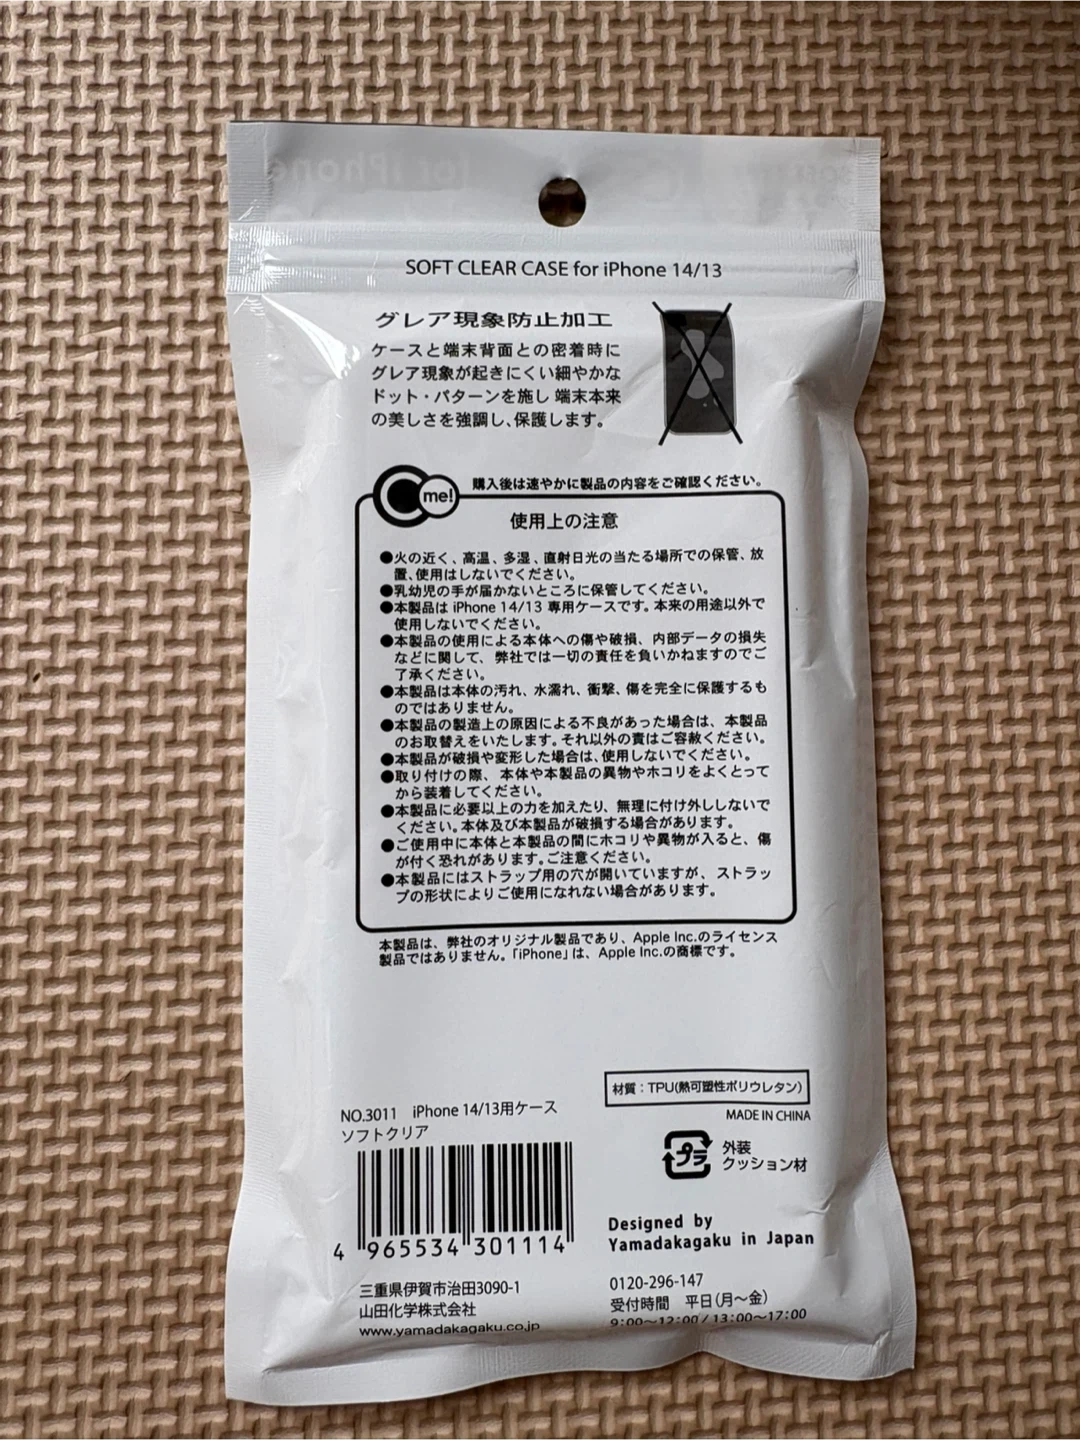 SOFT CLEAR CASE for iPhone 14/13
グレア現象防止加工
ケースと端末背面との密着時に
グレア現象が起きにくい細やかな
ドット・パターンを施し 端末本来
の美しさを強調し、保護します。
C me!
購入後は速やかに製品の内容をご確認ください。
使用上の注意
●火の近く、高温、多湿、直射日光の当たる場所での保管、放
置、使用はしないでください。
●乳幼児の手が届かないところに保管してください。
●本製品は iPhone 14/13 専用ケースです。本来の用途以外で
使用しないでください。
●本製品の使用による本体への傷や破損、内部データの損失
などに関して、弊社では一切の責任を負いかねますのでご
了承ください。
●本製品は本体の汚れ、水濡れ、衝撃、傷を完全に保護するも
のではありません。
●本製品の製造上の原因による不良があった場合は、本製品
のお取替えをいたします。それ以外の責はご容赦ください。
●本製品が破損や変形した場合は、使用しないでください。
●取り付けの際、本体や本製品の異物やホコリをよくとって
から装着してください。
●本製品に必要以上の力を加えたり、無理に付け外ししないで
ください。本体及び本製品が破損する場合があります。
●ご使用中に本体と本製品の間にホコリや異物が入ると、傷
が付く恐れがあります。ご注意ください。
●本製品にはストラップ用の穴が開いていますが、ストラッ
プの形状によりご使用になれない場合があります。
本製品は、弊社のオリジナル製品であり、Apple Inc.のライセンス
製品ではありません。「iPhone」は、Apple Inc.の商標です。
材質：TPU(熱可塑性ポリウレタン)
MADE IN CHINA
NO.3011 iPhone 14/13用ケース
ソフトクリア
プラ
外装
クッション材
4 965534 301114
Designed by
Yamadakagaku in Japan
三重県伊賀市治田3090-1
山田化学株式会社
www.yamadakagaku.co.jp
0120-296-147
受付時間 平日(月～金)
9:00～12:00 / 13:00～17:00